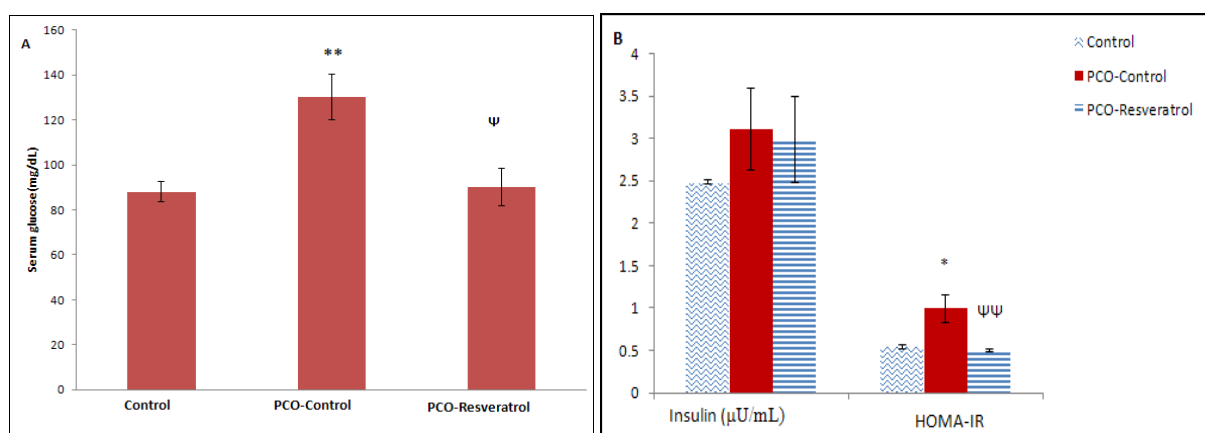 A
160
140
120
100
80
60
40
20
0
Serum glucose(mg/dL)
**
Ψ
Control
PCO-Control
PCO-Resveratrol
B
4
3.5
3
2.5
2
1.5
1
0.5
0
Control
PCO-Control
PCO-Resveratrol
*
ΨΨ
Insulin (μU/mL)
HOMA-IR